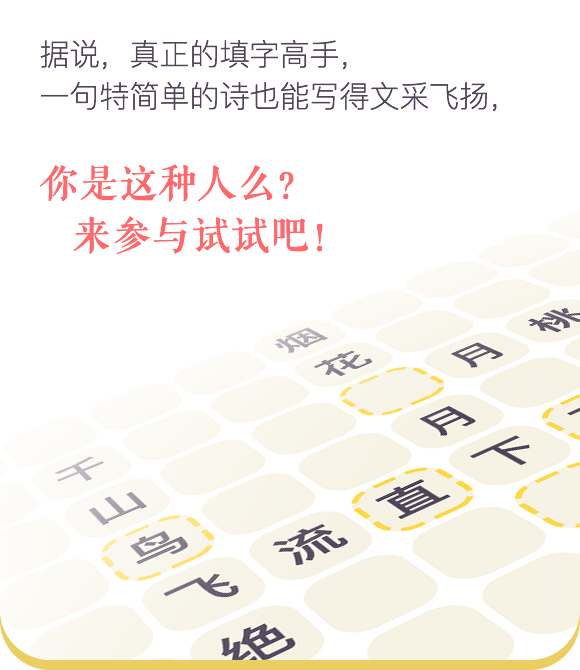 据说，真正的填字高手，
一句特简单的诗也能写得文采飞扬，
你是这种人么?
来参与试试吧!
烟花 月下
月桃
千山鸟飞绝
流直